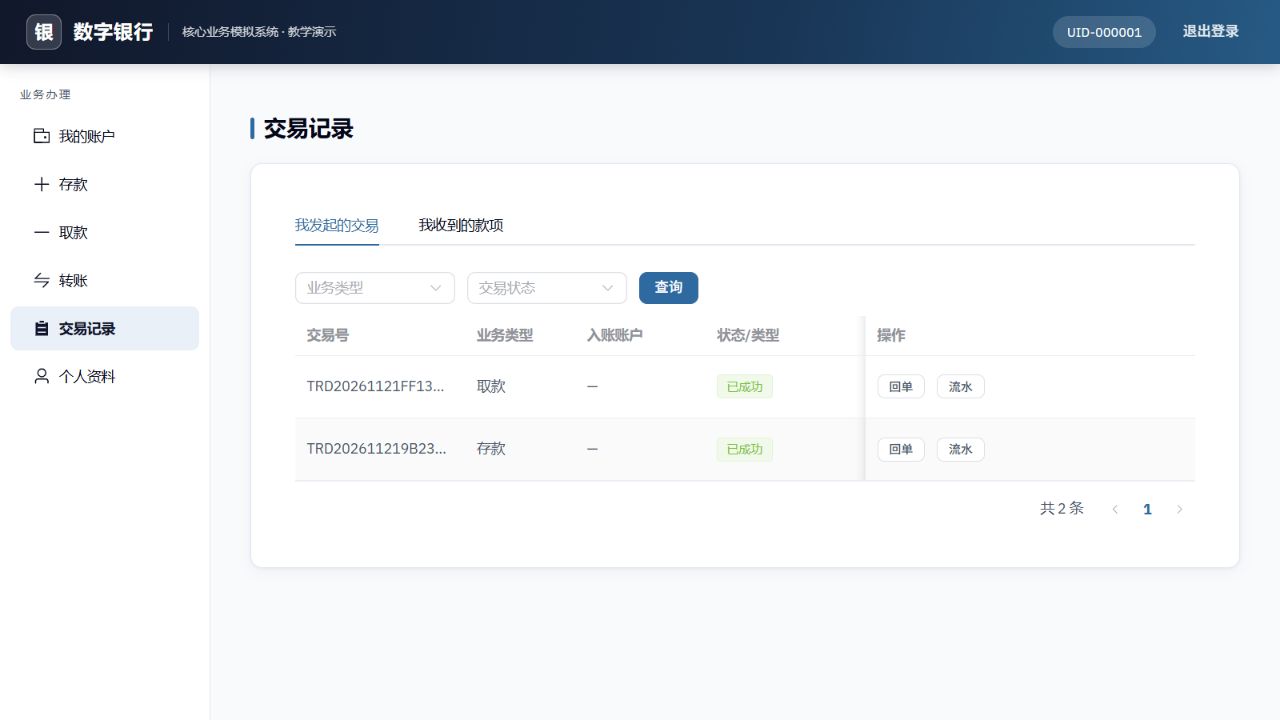 银 数字银行 核心业务模拟系统 · 教学演示 UID-000001 退出登录
业务办理
我的账户
存款
取款
转账
交易记录
个人资料
交易记录
我发起的交易 我收到的款项
业务类型 交易状态 查询
交易号 业务类型 入账账户 状态/类型 操作
TRD20261121FF13... 取款 — 已成功 回单 流水
TRD202611219B23... 存款 — 已成功 回单 流水
共 2 条 1